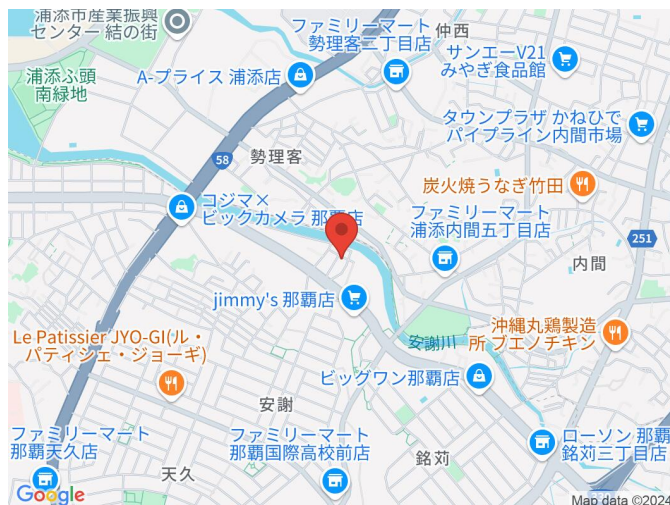 浦添市産業振興
センター 結の街
ファミリーマート
勢理客二丁目店
仲西
サンエーV21
みやぎ食品館
浦添ふ頭
南緑地
A-プライス 浦添店
タウンプラザ かねひで
パイプライン内間市場
58
勢理客
炭火焼うなぎ竹田
コジマ×
ビックカメラ 那覇店
ファミリーマート
浦添内間五丁目店
251
内間
jimmy's 那覇店
Le Patissier JYO-GI(ル・
パティシェ・ジョーギ)
安謝川
沖縄丸鶏製造
所 ブエノチキン
ビッグワン那覇店
安謝
ファミリーマート
那覇天久店
天久
ファミリーマート
那覇国際高校前店
銘苅
ローソン 那覇
銘苅三丁目店
Google
Map data ©2024